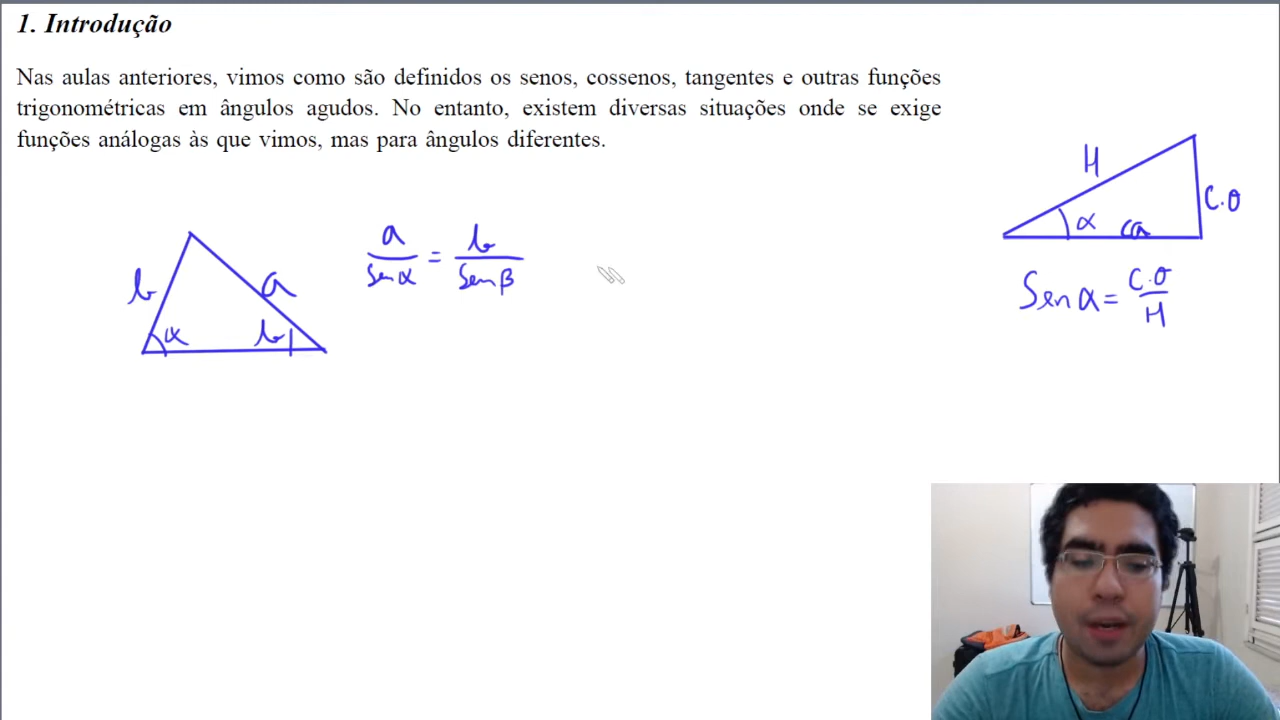 1. Introdução
Nas aulas anteriores, vimos como são definidos os senos, cossenos, tangentes e outras funções
trigonométricas em ângulos agudos. No entanto, existem diversas situações onde se exige
funções análogas às que vimos, mas para ângulos diferentes.
b
a
α
b
a/Sen α = b/Sen β
H
C.O
α
ca
Sen α = C.O/H